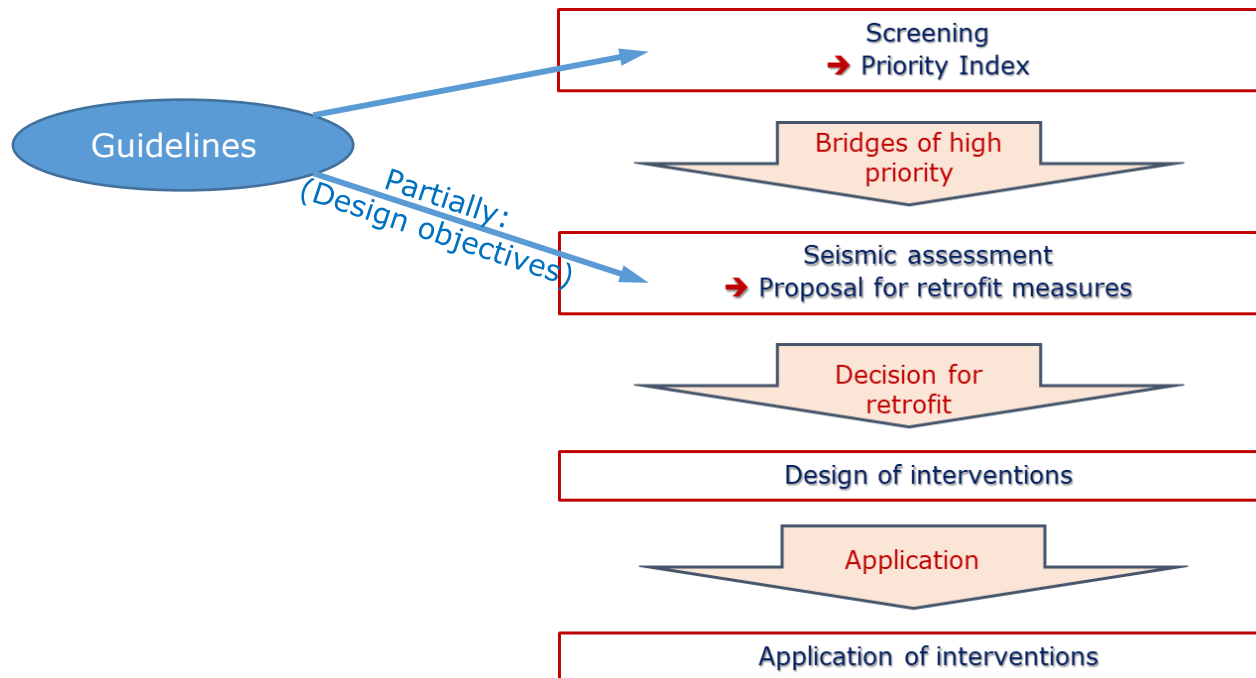 Screening
➔ Priority Index
Guidelines
Bridges of high
priority
Partially:
(Design objectives)
Seismic assessment
➔ Proposal for retrofit measures
Decision for
retrofit
Design of interventions
Application
Application of interventions